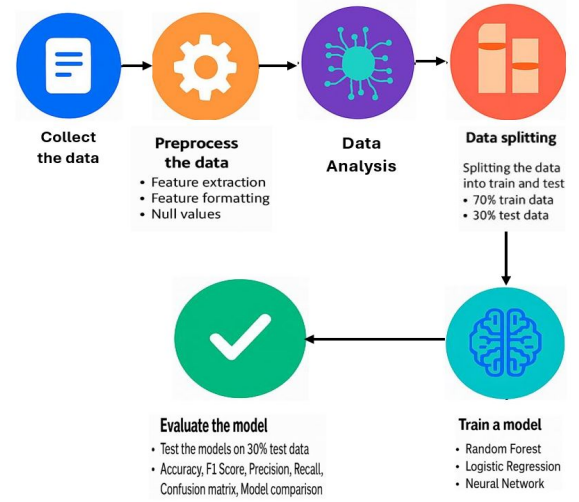 Collect
the data
Preprocess
the data
• Feature extraction
• Feature formatting
• Null values
Data
Analysis
Data splitting
Splitting the data
into train and test
• 70% train data
• 30% test data
Evaluate the model
• Test the models on 30% test data
• Accuracy, F1 Score, Precision, Recall,
Confusion matrix, Model comparison
Train a model
• Random Forest
• Logistic Regression
• Neural Network